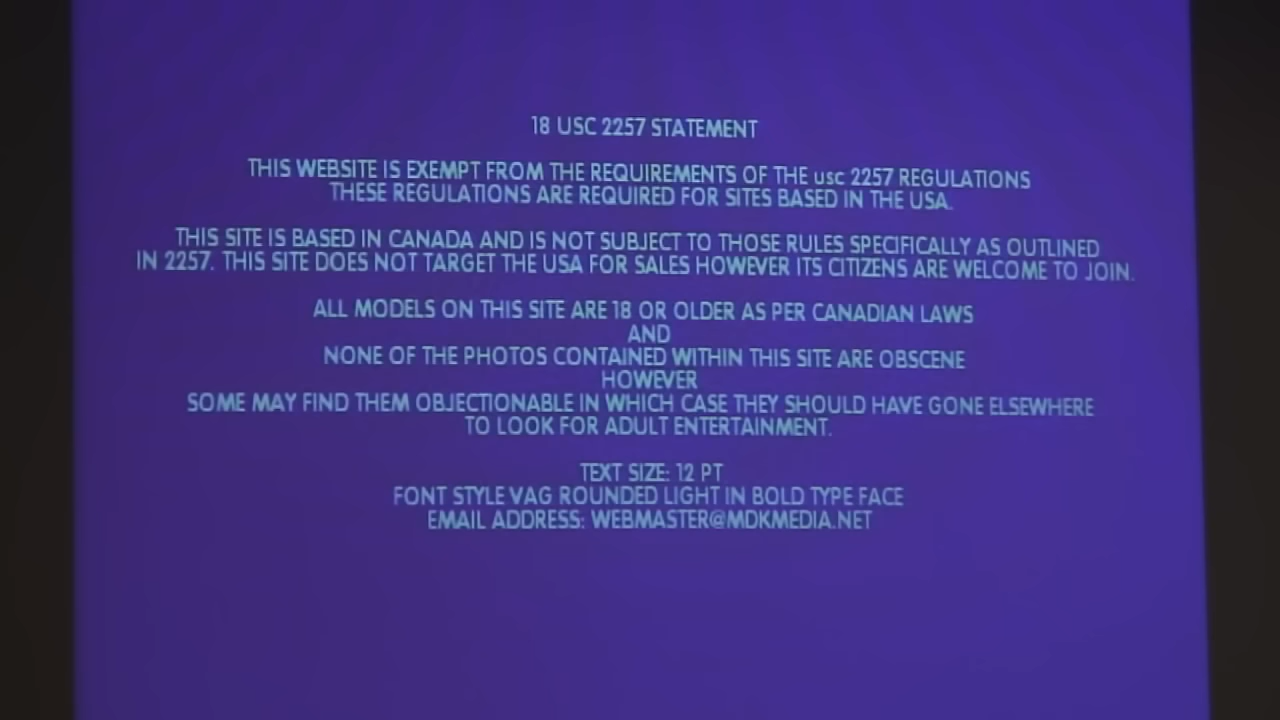 18 USC 2257 STATEMENT
THIS WEBSITE IS EXEMPT FROM THE REQUIREMENTS OF THE usc 2257 REGULATIONS
THESE REGULATIONS ARE REQUIRED FOR SITES BASED IN THE USA.
THIS SITE IS BASED IN CANADA AND IS NOT SUBJECT TO THOSE RULES SPECIFICALLY AS OUTLINED
IN 2257. THIS SITE DOES NOT TARGET THE USA FOR SALES HOWEVER ITS CITIZENS ARE WELCOME TO JOIN.
ALL MODELS ON THIS SITE ARE 18 OR OLDER AS PER CANADIAN LAWS
AND
NONE OF THE PHOTOS CONTAINED WITHIN THIS SITE ARE OBSCENE
HOWEVER
SOME MAY FIND THEM OBJECTIONABLE IN WHICH CASE THEY SHOULD HAVE GONE ELSEWHERE
TO LOOK FOR ADULT ENTERTAINMENT.
TEXT SIZE: 12 PT
FONT STYLE VAG ROUNDED LIGHT IN BOLD TYPE FACE
EMAIL ADDRESS: WEBMASTER@MDKMEDIA.NET